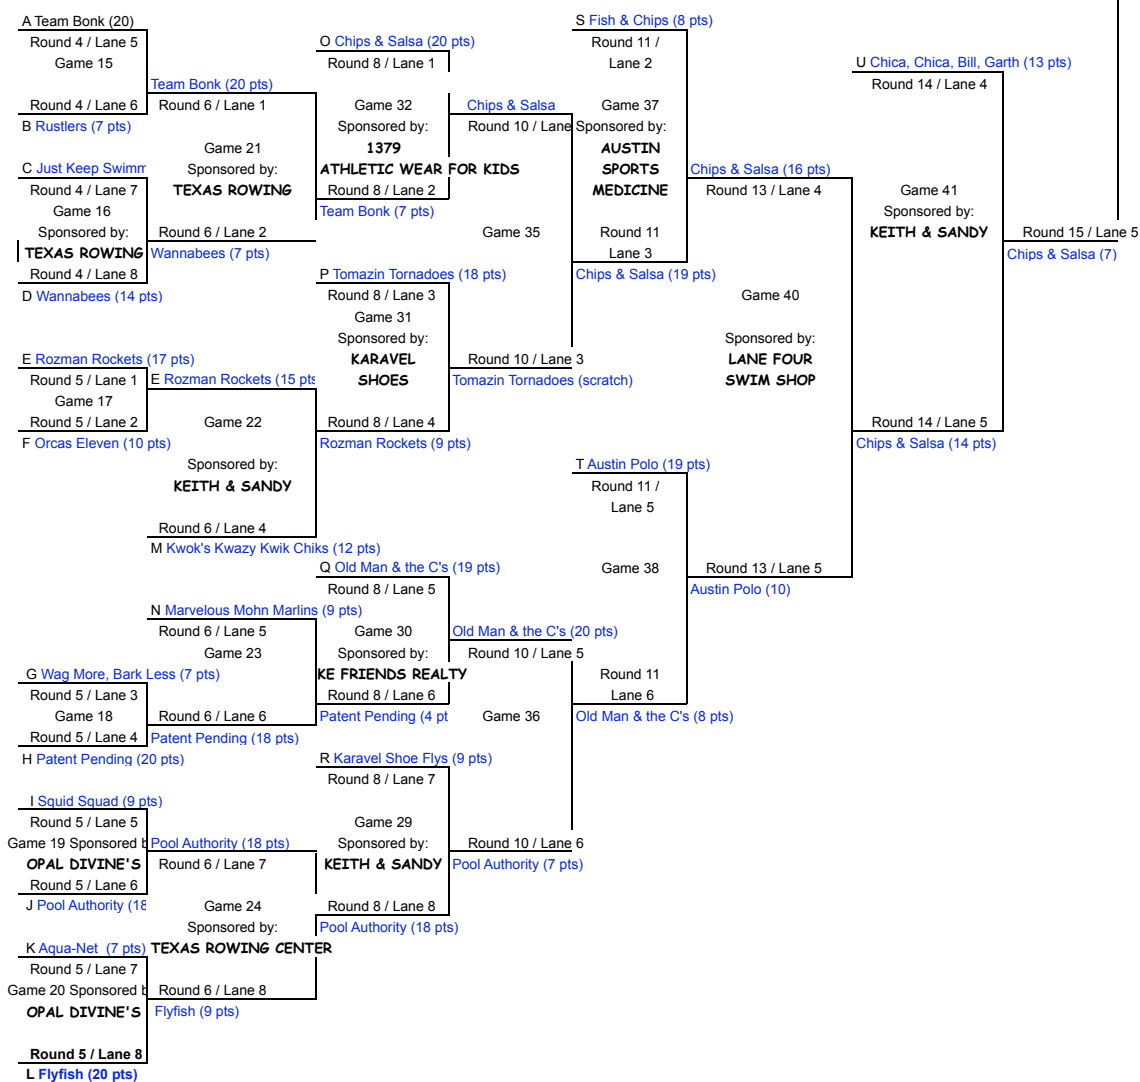 A Team Bonk (20)
Round 4 / Lane 5
Game 15
Round 4 / Lane 6
B Rustlers (7 pts)
C Just Keep Swimm
Round 4 / Lane 7
Game 16
Sponsored by:
TEXAS ROWING
Round 4 / Lane 8
D Wannabees (14 pts)
E Rozman Rockets (17 pts)
Round 5 / Lane 1
Game 17
Round 5 / Lane 2
F Orcas Eleven (10 pts)
G Wag More, Bark Less (7 pts)
Round 5 / Lane 3
Game 18
Round 5 / Lane 4
H Patent Pending (20 pts)
I Squid Squad (9 pts)
Round 5 / Lane 5
Game 19 Sponsored b
OPAL DIVINE'S
Round 5 / Lane 6
J Pool Authority (18
K Aqua-Net (7 pts)
Round 5 / Lane 7
Game 20 Sponsored b
OPAL DIVINE'S
Round 5 / Lane 8
L Flyfish (20 pts)
Team Bonk (20 pts)
Round 6 / Lane 1
Game 21
Sponsored by:
TEXAS ROWING
Round 6 / Lane 2
Wannabees (7 pts)
E Rozman Rockets (15 pts
Game 22
Sponsored by:
KEITH & SANDY
Round 6 / Lane 4
M Kwok's Kwazy Kwik Chiks (12 pts)
N Marvelous Mohn Marlins (9 pts)
Round 6 / Lane 5
Game 23
Round 6 / Lane 6
Patent Pending (18 pts)
Pool Authority (18 pts)
Round 6 / Lane 7
Game 24
Sponsored by:
TEXAS ROWING CENTER
Round 6 / Lane 8
Flyfish (9 pts)
O Chips & Salsa (20 pts)
Round 8 / Lane 1
Game 32
Sponsored by:
1379
ATHLETIC WEAR FOR KIDS
Round 8 / Lane 2
Team Bonk (7 pts)
P Tomazin Tornadoes (18 pts)
Round 8 / Lane 3
Game 31
Sponsored by:
KARAVEL
SHOES
Round 8 / Lane 4
Rozman Rockets (9 pts)
Q Old Man & the C's (19 pts)
Round 8 / Lane 5
Game 30
Sponsored by:
KE FRIENDS REALTY
Round 8 / Lane 6
Patent Pending (4 pt
R Karavel Shoe Flys (9 pts)
Round 8 / Lane 7
Game 29
Sponsored by:
KEITH & SANDY
Round 8 / Lane 8
Pool Authority (18 pts)
Chips & Salsa
Round 10 / Lane
Game 35
Round 10 / Lane 3
Tomazin Tornadoes (scratch)
Old Man & the C's (20 pts)
Round 10 / Lane 5
Game 36
Round 10 / Lane 6
Pool Authority (7 pts)
S Fish & Chips (8 pts)
Round 11 /
Lane 2
Game 37
Sponsored by:
AUSTIN
SPORTS
MEDICINE
Round 11
Lane 3
Chips & Salsa (19 pts)
T Austin Polo (19 pts)
Round 11 /
Lane 5
Game 38
Round 11
Lane 6
Old Man & the C's (8 pts)
Chips & Salsa (16 pts)
Round 13 / Lane 4
Game 40
Sponsored by:
LANE FOUR
SWIM SHOP
Round 13 / Lane 5
Austin Polo (10)
U Chica, Chica, Bill, Garth (13 pts)
Round 14 / Lane 4
Game 41
Sponsored by:
KEITH & SANDY
Round 14 / Lane 5
Chips & Salsa (14 pts)
Round 15 / Lane 5
Chips & Salsa (7)